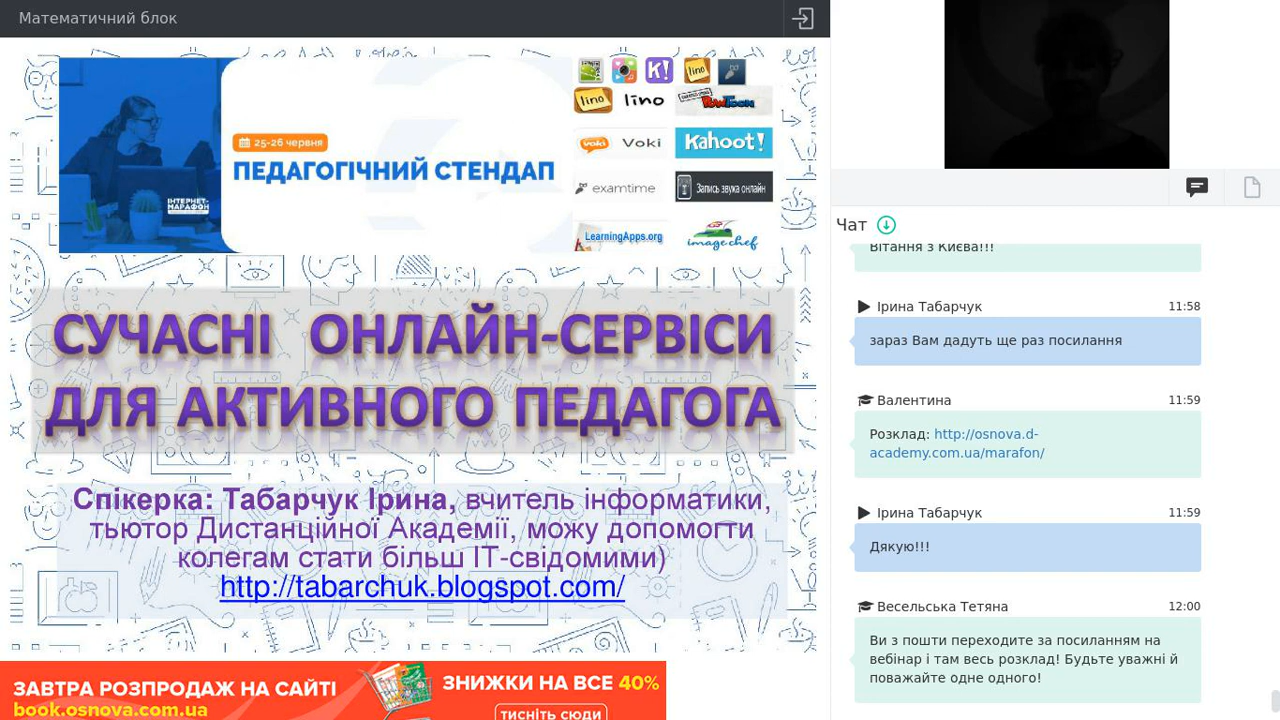 Математичний блок
lino
līno
POWTOON
Voki
Voki
Kahoot!
examtime
Запись звука онлайн
LearningApps.org
image chef
K!
lino
25-26 червня
ПЕДАГОГІЧНИЙ СТЕНДАП
ІНТЕРНЕТ-
МАРАФОН
СУЧАСНІ ОНЛАЙН-СЕРВІСИ
ДЛЯ АКТИВНОГО ПЕДАГОГА
Спікерка: Табарчук Ірина, вчитель інформатики,
тьютор Дистанційної Академії, можу допомогти
колегам стати більш ІТ-свідомими)
http://tabarchuk.blogspot.com/
ЗАВТРА РОЗПРОДАЖ НА САЙТІ
book.osnova.com.ua
ЗНИЖКИ НА ВСЕ 40%
тисніть сюди
Чат
Вітання з Києва!!!
Ірина Табарчук 11:58
зараз Вам дадуть ще раз посилання
Валентина 11:59
Розклад: http://osnova.d-
academy.com.ua/marafon/
Ірина Табарчук 11:59
Дякую!!!
Весельська Тетяна 12:00
Ви з пошти переходите за посиланням на
вебінар і там весь розклад! Будьте уважні й
поважайте одне одного!